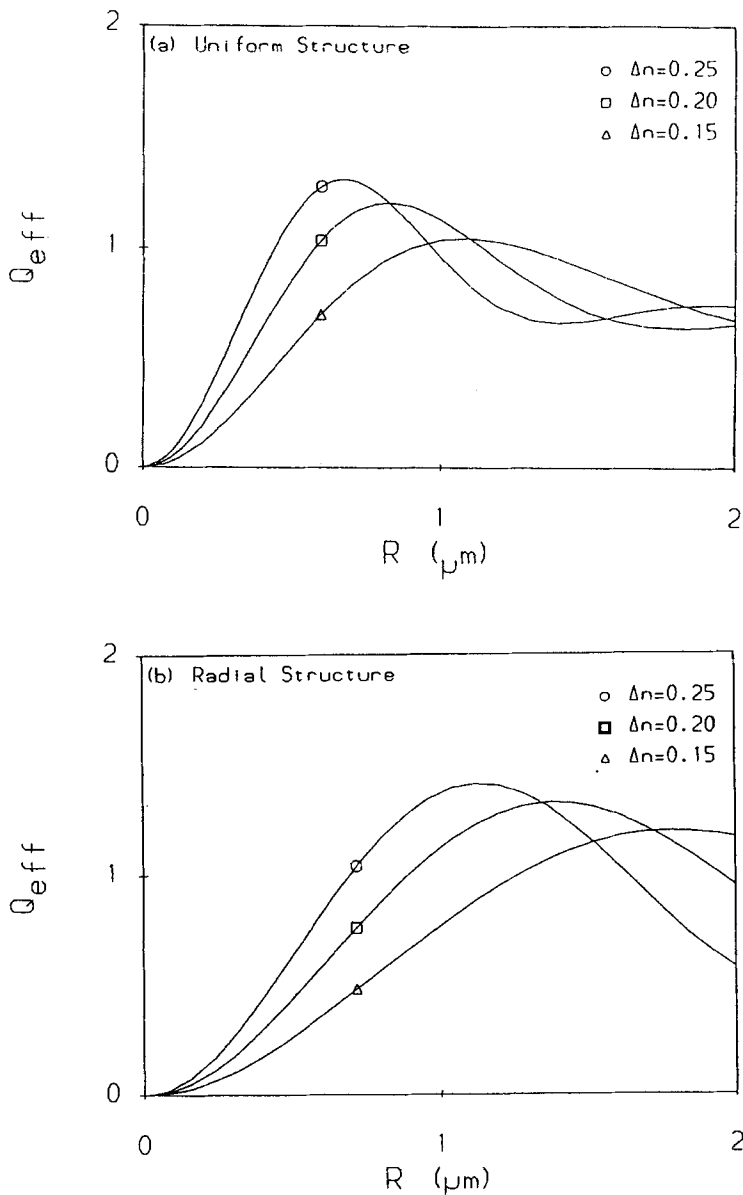 2
(a) Uniform Structure
○ Δn=0.25
□ Δn=0.20
△ Δn=0.15
Qeff
1
0
0 1 2
R (μm)
2
(b) Radial Structure
○ Δn=0.25
□ Δn=0.20
△ Δn=0.15
Qeff
1
0
0 1 2
R (μm)